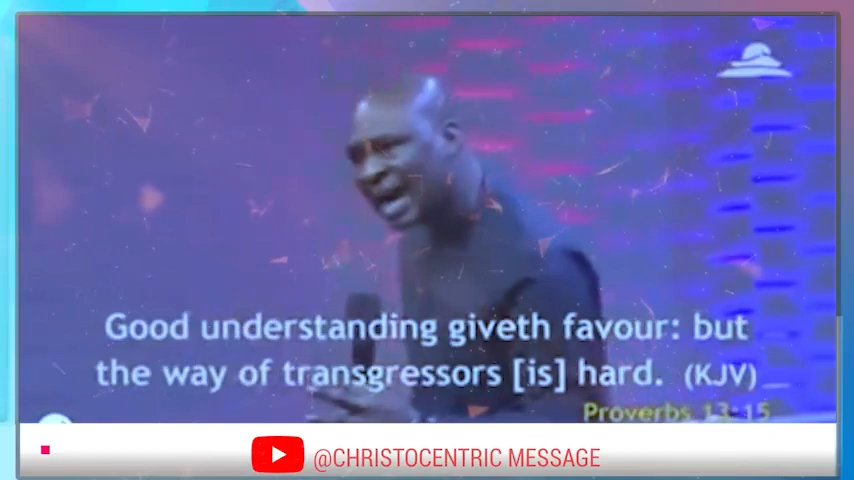 Good understanding giveth favour: but
the way of transgressors [is] hard. (KJV)
Proverbs 13:15
@CHRISTOCENTRIC MESSAGE